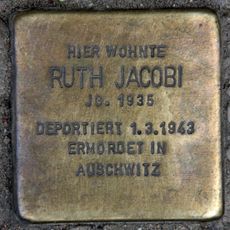 HIER WOHNTE
RUTH JACOBI
JG. 1935
DEPORTIERT 1.3.1943
ERMORDET IN
AUSCHWITZ